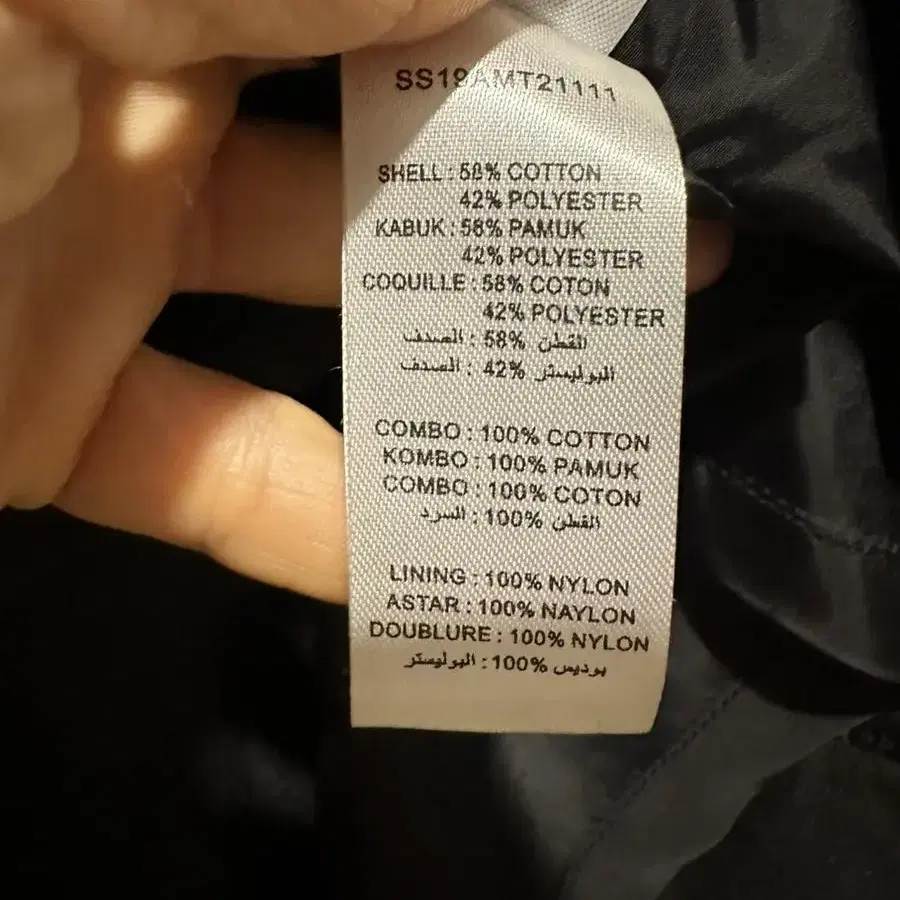 SS19AMT21111
SHELL : 58% COTTON
42% POLYESTER
KABUK : 58% PAMUK
42% POLYESTER
COQUILLE : 58% COTON
42% POLYESTER
القطن 58% : الصدف
البوليستر 42% : الصدف
COMBO : 100% COTTON
KOMBO : 100% PAMUK
COMBO : 100% COTON
القطن 100% : السرد
LINING : 100% NYLON
ASTAR : 100% NAYLON
DOUBLURE : 100% NYLON
بوديس 100% : البوليستر